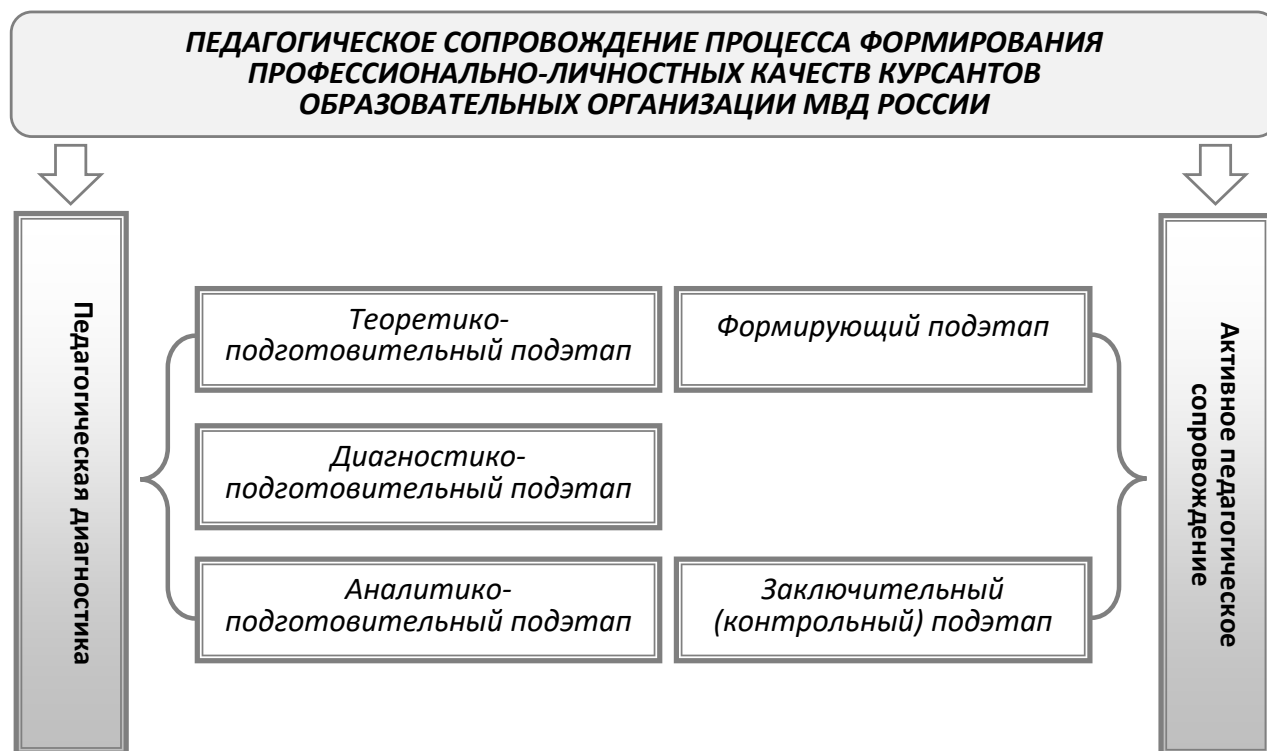 ПЕДАГОГИЧЕСКОЕ СОПРОВОЖДЕНИЕ ПРОЦЕССА ФОРМИРОВАНИЯ
ПРОФЕССИОНАЛЬНО-ЛИЧНОСТНЫХ КАЧЕСТВ КУРСАНТОВ
ОБРАЗОВАТЕЛЬНЫХ ОРГАНИЗАЦИИ МВД РОССИИ
Педагогическая диагностика
Теоретико-
подготовительный подэтап
Диагностико-
подготовительный подэтап
Аналитико-
подготовительный подэтап
Формирующий подэтап
Заключительный
(контрольный) подэтап
Активное педагогическое
сопровождение